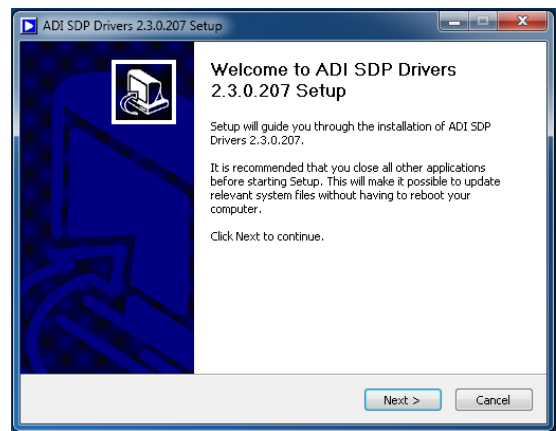 ADI SDP Drivers 2.3.0.207 Setup
Welcome to ADI SDP Drivers
2.3.0.207 Setup
Setup will guide you through the installation of ADI SDP
Drivers 2.3.0.207.
It is recommended that you close all other applications
before starting Setup. This will make it possible to update
relevant system files without having to reboot your
computer.
Click Next to continue.
Next >
Cancel